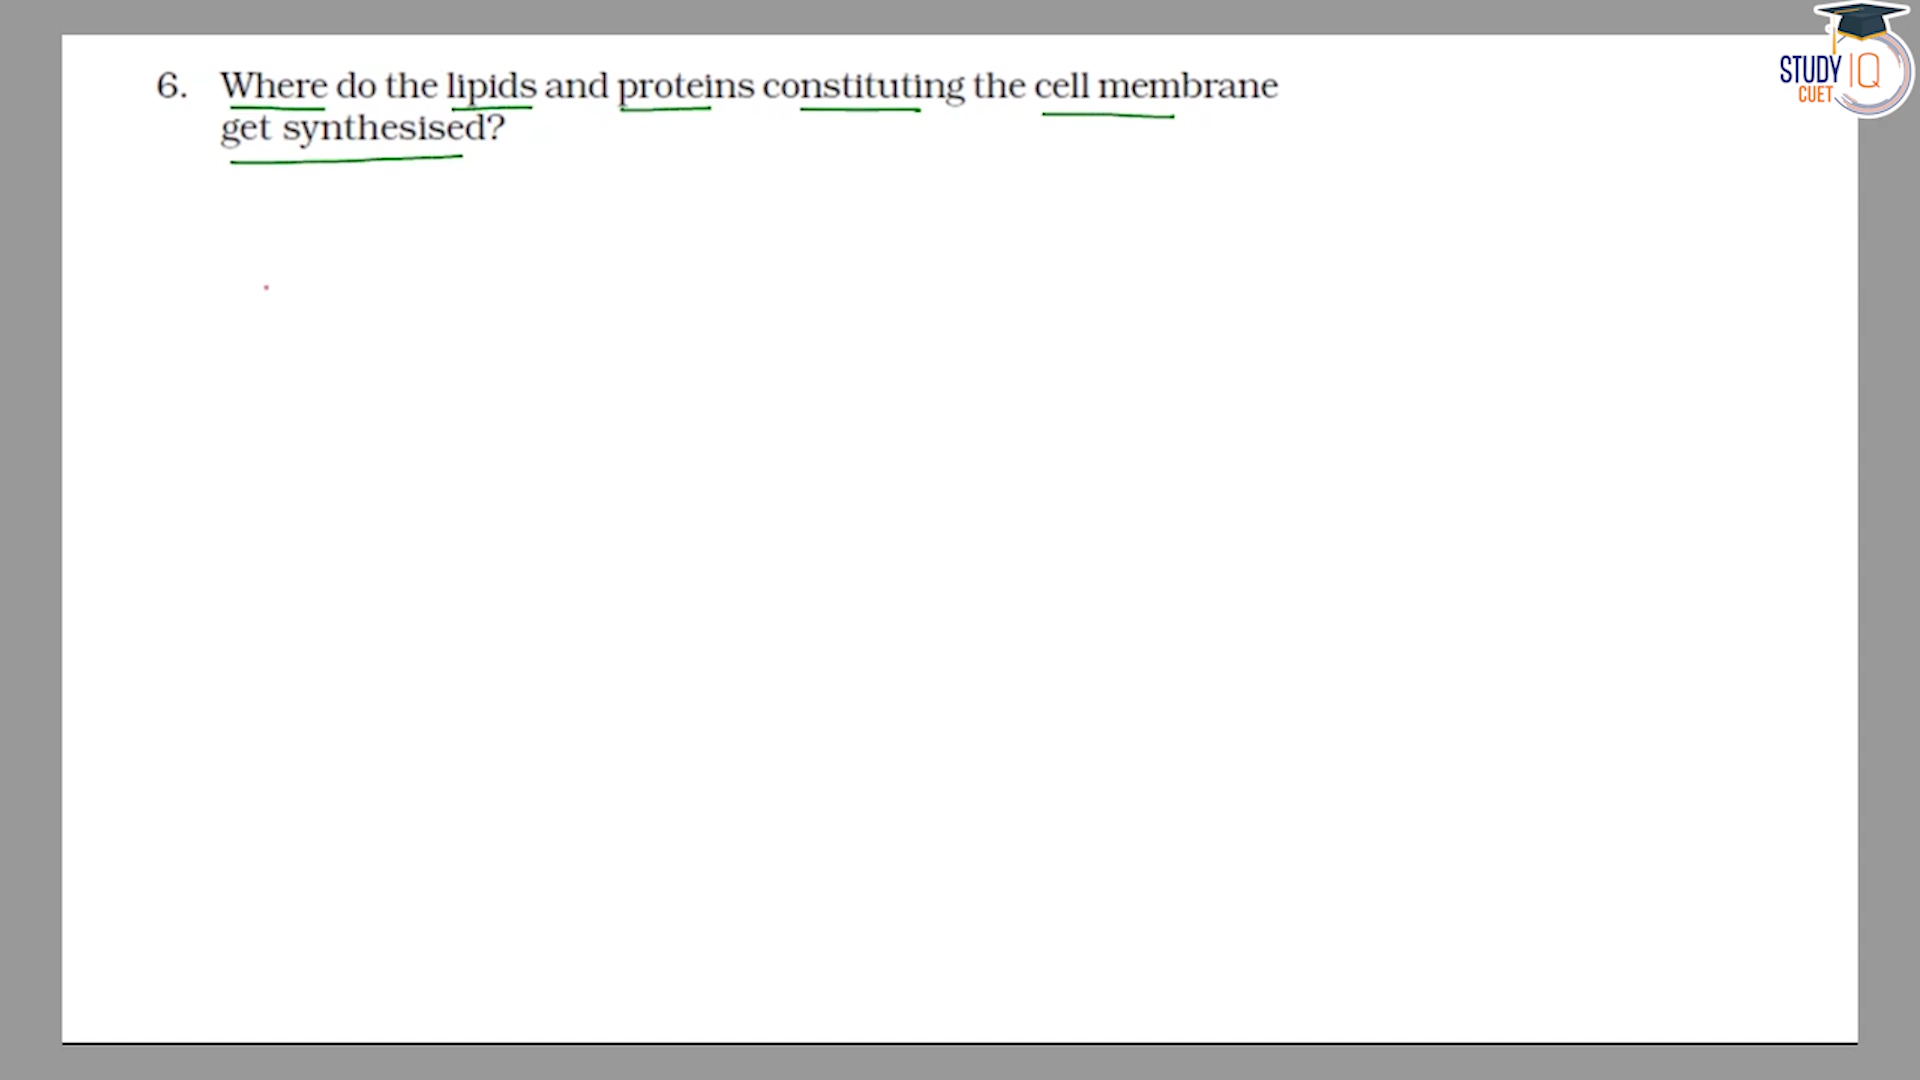 6. Where do the lipids and proteins constituting the cell membrane
get synthesised?
STUDY IQ
CUET